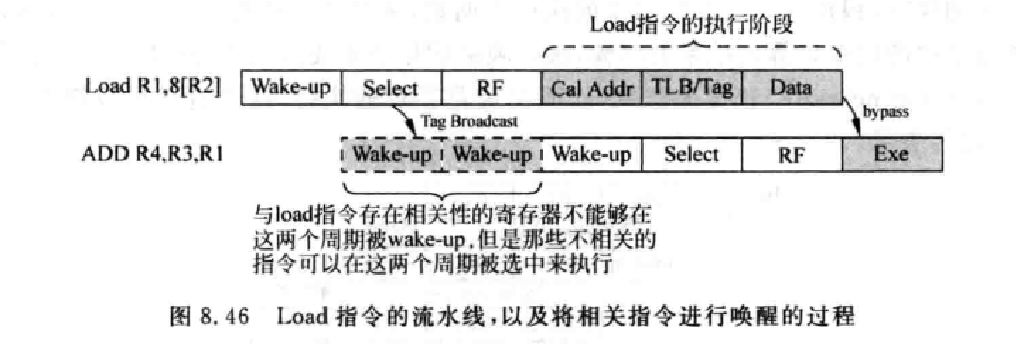 Load指令的执行阶段
Load R1,8[R2] Wake-up Select RF Cal Addr TLB/Tag Data
Tag Broadcast bypass
ADD R4,R3,R1 Wake-up Wake-up Wake-up Select RF Exe
与load指令存在相关性的寄存器不能够在
这两个周期被wake-up,但是那些不相关的
指令可以在这两个周期被选中来执行
图 8.46 Load 指令的流水线,以及将相关指令进行唤醒的过程